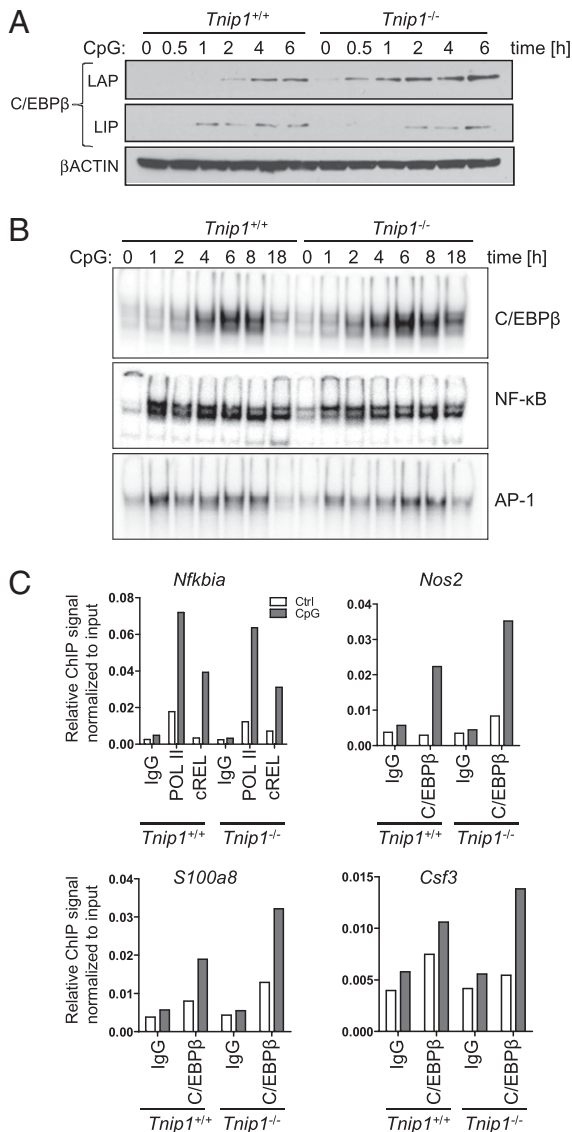 A
Tnip1+/+ Tnip1-/-
CpG: 0 0.5 1 2 4 6 0 0.5 1 2 4 6 time [h]
C/EBPβ
LAP
LIP
βACTIN
B
Tnip1+/+ Tnip1-/-
CpG: 0 1 2 4 6 8 18 0 1 2 4 6 8 18 time [h]
C/EBPβ
NF-κB
AP-1
C
Nfkbia
Relative ChIP signal
normalized to input
0.08
0.06
0.04
0.02
0.00
Ctrl
CpG
IgG POL II cREL IgG POL II cREL
Tnip1+/+ Tnip1-/-
Nos2
0.04
0.03
0.02
0.01
0.00
IgG C/EBPβ IgG C/EBPβ
Tnip1+/+ Tnip1-/-
S100a8
Relative ChIP signal
normalized to input
0.04
0.03
0.02
0.01
0.00
IgG C/EBPβ IgG C/EBPβ
Tnip1+/+ Tnip1-/-
Csf3
0.015
0.010
0.005
0.000
IgG C/EBPβ IgG C/EBPβ
Tnip1+/+ Tnip1-/-